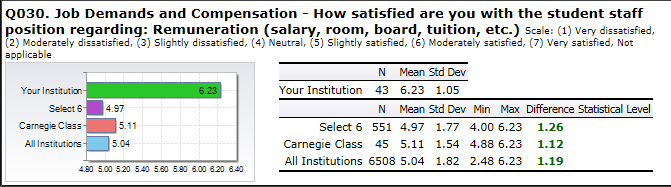 Q030. Job Demands and Compensation - How satisfied are you with the student staff
position regarding: Remuneration (salary, room, board, tuition, etc.) Scale: (1) Very dissatisfied,
(2) Moderately dissatisfied, (3) Slightly dissatisfied, (4) Neutral, (5) Slightly satisfied, (6) Moderately satisfied, (7) Very satisfied, Not
applicable
Your Institution 6.23
Select 6 4.97
Carnegie Class 5.11
All Institutions 5.04
4.80 5.00 5.20 5.40 5.60 5.80 6.00 6.20 6.40
N Mean Std Dev
Your Institution 43 6.23 1.05
N Mean Std Dev Min Max Difference Statistical Level
Select 6 551 4.97 1.77 4.00 6.23 1.26
Carnegie Class 45 5.11 1.54 4.88 6.23 1.12
All Institutions 6508 5.04 1.82 2.48 6.23 1.19